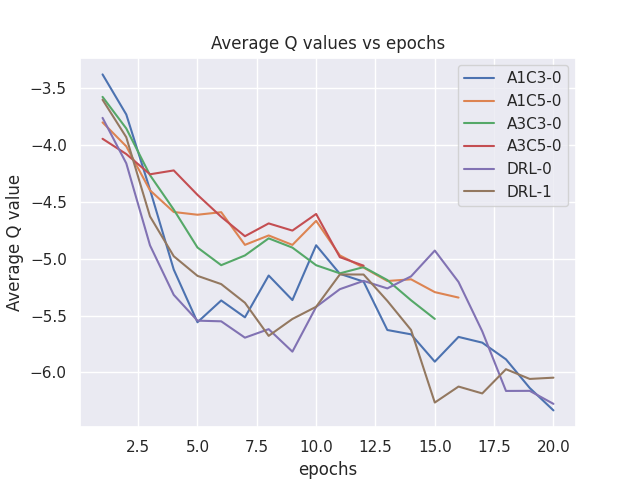 Average Q values vs epochs
A1C3-0
A1C5-0
A3C3-0
A3C5-0
DRL-0
DRL-1
−3.5
−4.0
−4.5
−5.0
−5.5
−6.0
Average Q value
2.5 5.0 7.5 10.0 12.5 15.0 17.5 20.0
epochs